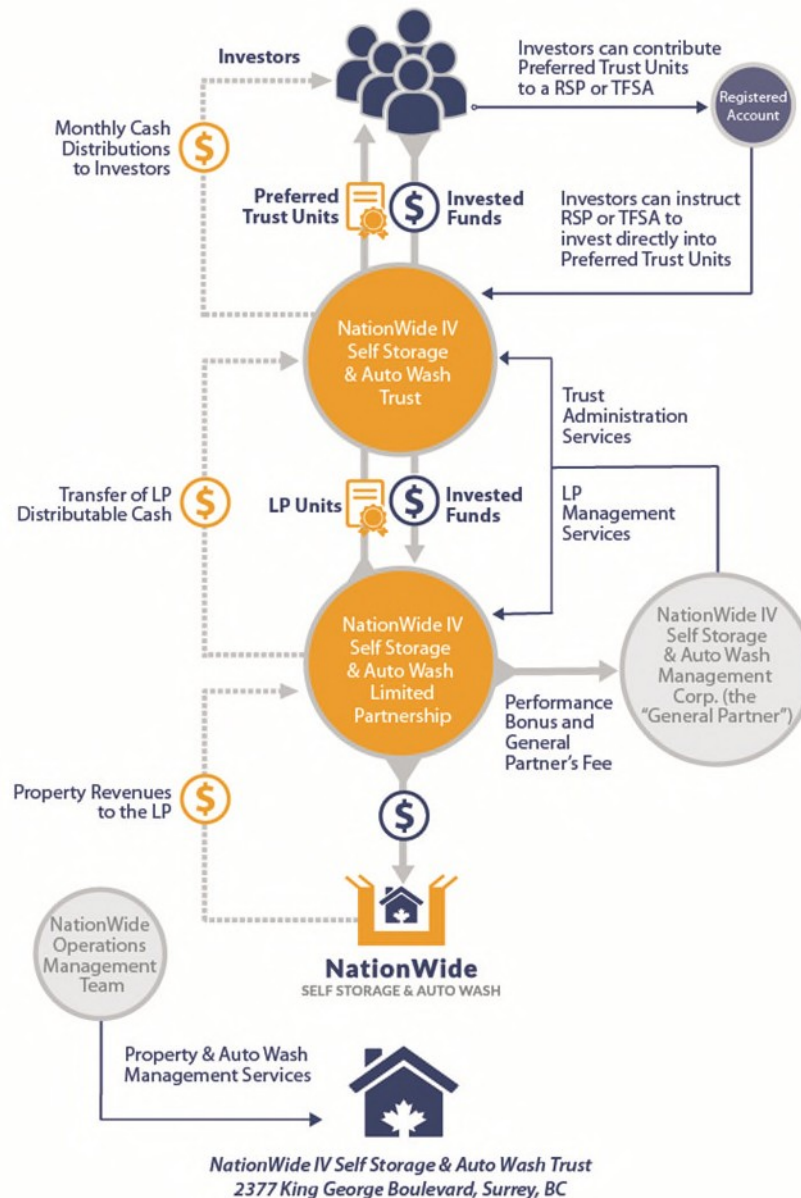 Investors
Investors can contribute
Preferred Trust Units
to a RSP or TFSA
Registered
Account
Monthly Cash
Distributions
to Investors
$
Preferred
Trust Units
$
Invested
Funds
Investors can instruct
RSP or TFSA to
invest directly into
Preferred Trust Units
NationWide IV
Self Storage
& Auto Wash
Trust
Trust
Administration
Services
Transfer of LP
Distributable Cash
$
LP Units
$
Invested
Funds
LP
Management
Services
NationWide IV
Self Storage
& Auto Wash
Limited
Partnership
NationWide IV
Self Storage
& Auto Wash
Management
Corp. (the
"General Partner")
Performance
Bonus and
General
Partner's Fee
Property Revenues
to the LP
$
$
NationWide
SELF STORAGE & AUTO WASH
NationWide
Operations
Management
Team
Property & Auto Wash
Management Services
NationWide IV Self Storage & Auto Wash Trust
2377 King George Boulevard, Surrey, BC